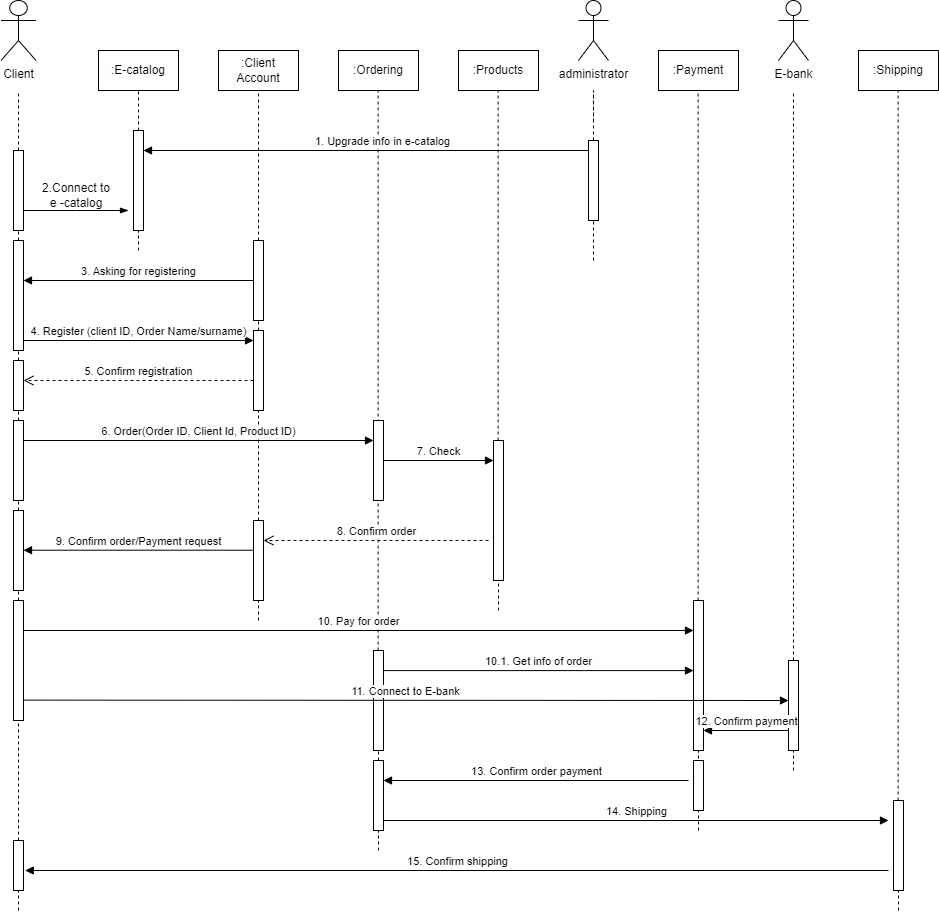 Client
:E-catalog
:Client
Account
:Ordering
:Products
administrator
:Payment
E-bank
:Shipping
1. Upgrade info in e-catalog
2.Connect to
e -catalog
3. Asking for registering
4. Register (client ID, Order Name/surname)
5. Confirm registration
6. Order(Order ID, Client Id, Product ID)
7. Check
8. Confirm order
9. Confirm order/Payment request
10. Pay for order
10.1. Get info of order
11. Connect to E-bank
12. Confirm payment
13. Confirm order payment
14. Shipping
15. Confirm shipping